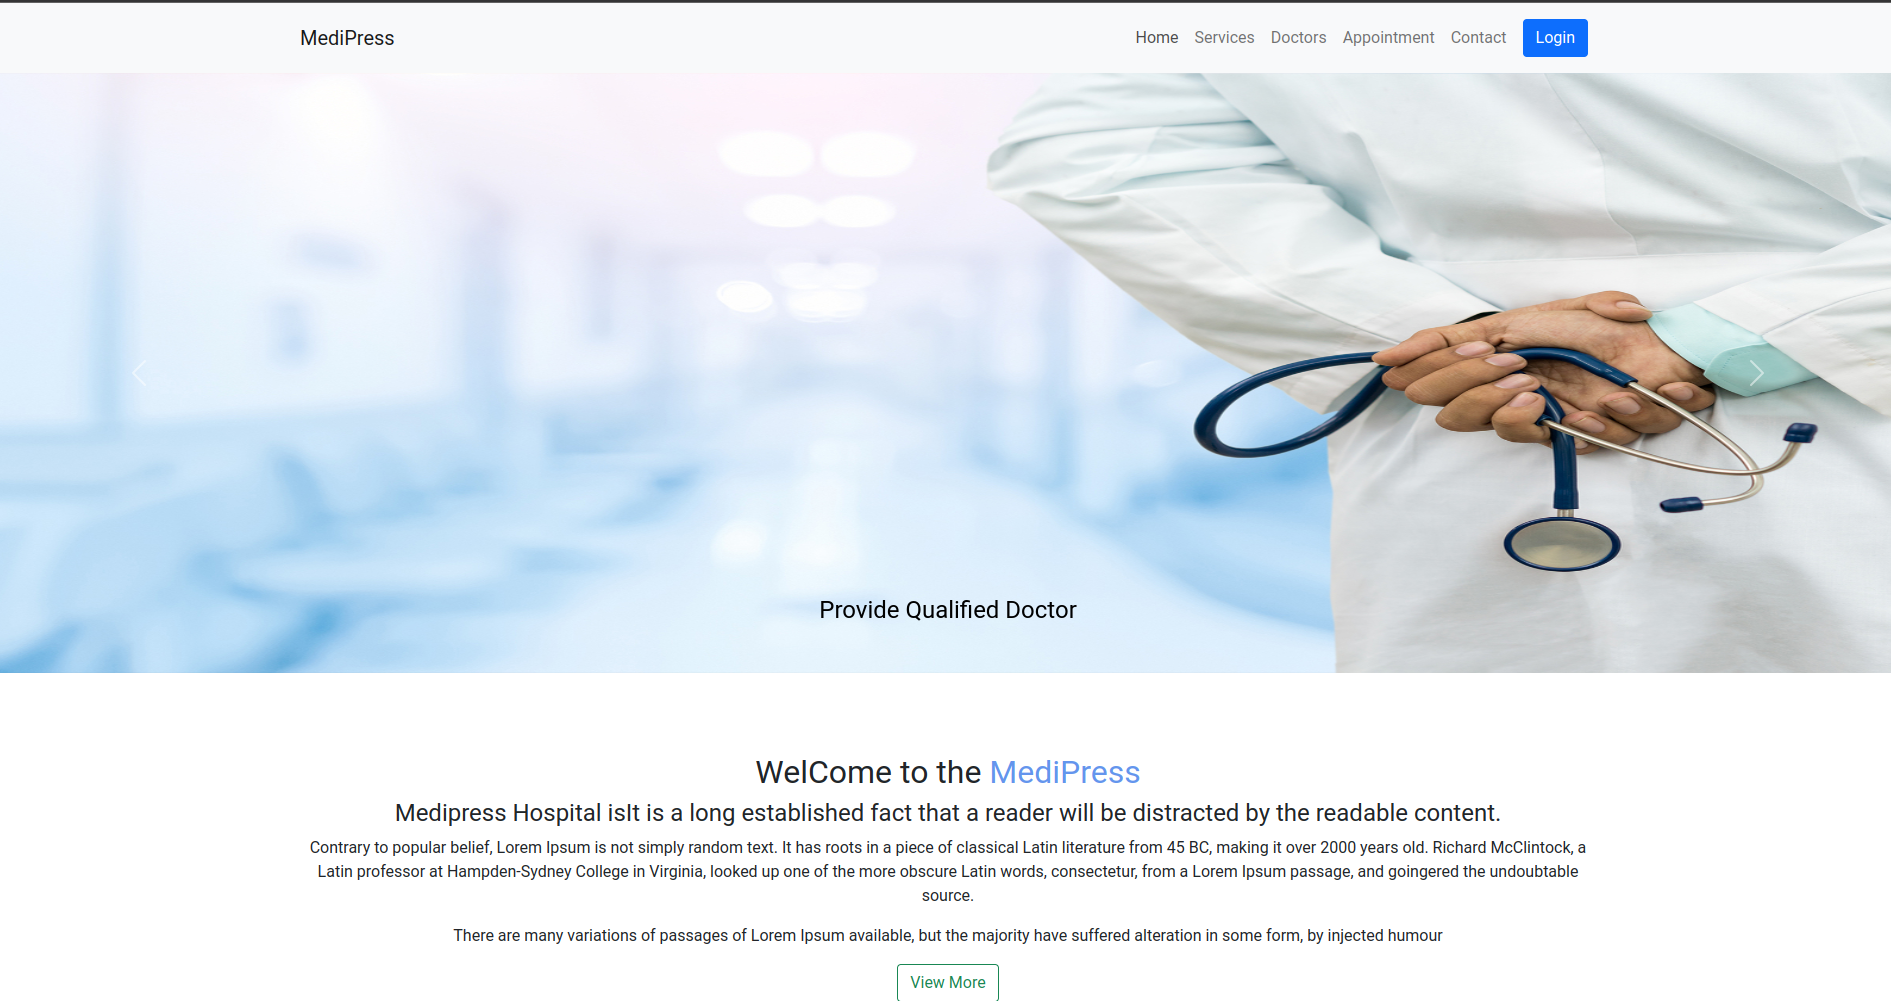 MediPress
Home Services Doctors Appointment Contact Login
Provide Qualified Doctor
WelCome to the MediPress
Medipress Hospital isIt is a long established fact that a reader will be distracted by the readable content.
Contrary to popular belief, Lorem Ipsum is not simply random text. It has roots in a piece of classical Latin literature from 45 BC, making it over 2000 years old. Richard McClintock, a
Latin professor at Hampden-Sydney College in Virginia, looked up one of the more obscure Latin words, consectetur, from a Lorem Ipsum passage, and goingered the undoubtable
source.
There are many variations of passages of Lorem Ipsum available, but the majority have suffered alteration in some form, by injected humour
View More